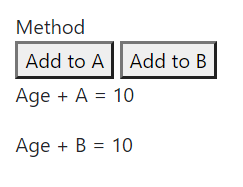 Method
Add to A Add to B
Age + A = 10
Age + B = 10